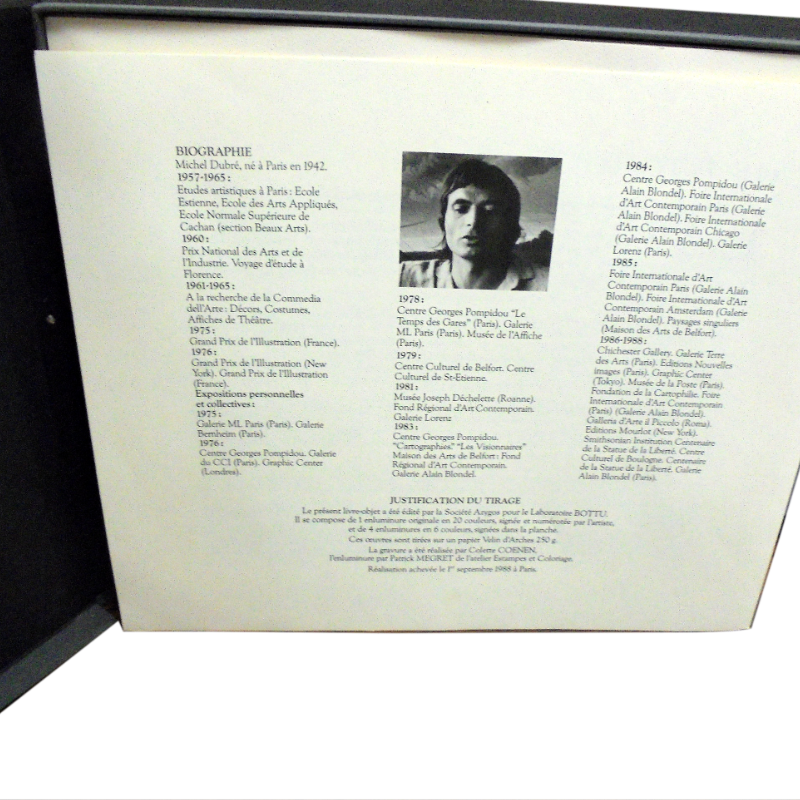 BIOGRAPHIE
Michel Dubré, né à Paris en 1942.
1957-1965 :
Etudes artistiques à Paris : Ecole
Estienne, Ecole des Arts Appliqués,
Ecole Normale Supérieure de
Cachan (section Beaux Arts).
1960 :
Prix National des Arts et de
l'Industrie. Voyage d'étude à
Florence.
1961-1965 :
A la recherche de la Commedia
dell'Arte : Décors, Costumes,
Affiches de Théâtre.
1975 :
Grand Prix de l'Illustration (France).
1976 :
Grand Prix de l'Illustration (New
York). Grand Prix de l'Illustration
(France).
Expositions personnelles
et collectives :
1975 :
Galerie ML Paris (Paris). Galerie
Bernheim (Paris).
1976 :
Centre Georges Pompidou. Galerie
du CCI (Paris). Graphic Center
(Londres).
1978 :
Centre Georges Pompidou "Le
Temps des Gares" (Paris). Galerie
ML Paris (Paris). Musée de l'Affiche
(Paris).
1979 :
Centre Culturel de Belfort. Centre
Culturel de St-Etienne.
1981 :
Musée Joseph Déchelette (Roanne).
Fond Régional d'Art Contemporain.
Galerie Lorenz
1983 :
Centre Georges Pompidou.
"Cartographies." "Les Visionnaires"
Maison des Arts de Belfort : Fond
Régional d'Art Contemporain.
Galerie Alain Blondel.
1984 :
Centre Georges Pompidou (Galerie
Alain Blondel). Foire Internationale
d'Art Contemporain Paris (Galerie
Alain Blondel). Foire Internationale
d'Art Contemporain Chicago
(Galerie Alain Blondel). Galerie
Lorenz (Paris).
1985 :
Foire Internationale d'Art
Contemporain Paris (Galerie Alain
Blondel). Foire Internationale d'Art
Contemporain Amsterdam (Galerie
Alain Blondel). Paysages singuliers
(Maison des Arts de Belfort).
1986-1988 :
Chichester Gallery. Galerie Terre
des Arts (Paris). Editions Nouvelles
images (Paris). Graphic Center
(Tokyo). Musée de la Poste (Paris).
Fondation de la Cartophilie. Foire
Internationale d'Art Contemporain
(Paris) (Galerie Alain Blondel).
Galleria d'Arte il Piccolo (Roma).
Editions Mourlot (New York).
Smithsonian Institution Centenaire
de la Statue de la Liberté. Centre
Culturel de Boulogne. Centenaire
de la Statue de la Liberté. Galerie
Alain Blondel (Paris).
JUSTIFICATION DU TIRAGE
Le présent livre-objet a été édité par la Société Arygos pour le Laboratoire BOTTU.
Il se compose de 1 enluminure originale en 20 couleurs, signée et numérotée par l'artiste,
et de 4 enluminures en 6 couleurs, signées dans la planche.
Ces œuvres sont tirées sur un papier Velin d'Arches 250 g.
La gravure a été réalisée par Colette COENEN,
l'enluminure par Patrick MEGRET de l'atelier Estampes et Coloriage.
Réalisation achevée le 1er septembre 1988 à Paris.